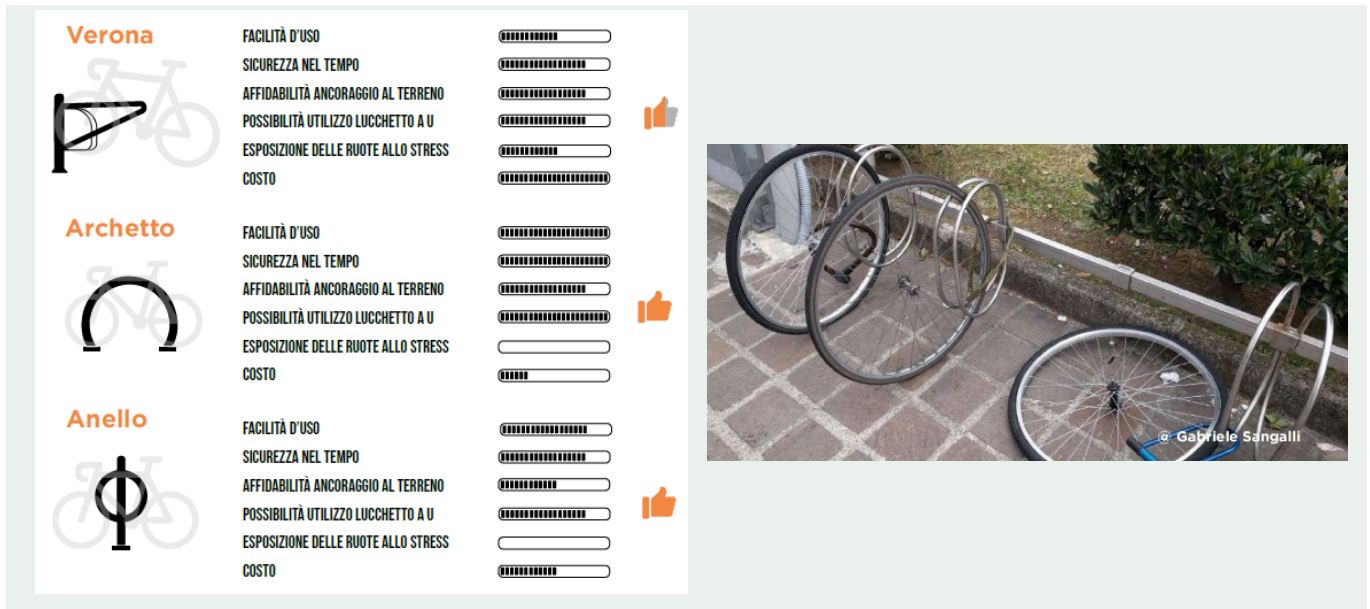 Verona
FACILITÀ D'USO
SICUREZZA NEL TEMPO
AFFIDABILITÀ ANCORAGGIO AL TERRENO
POSSIBILITÀ UTILIZZO LUCCHETTO A U
ESPOSIZIONE DELLE RUOTE ALLO STRESS
COSTO
Archetto
FACILITÀ D'USO
SICUREZZA NEL TEMPO
AFFIDABILITÀ ANCORAGGIO AL TERRENO
POSSIBILITÀ UTILIZZO LUCCHETTO A U
ESPOSIZIONE DELLE RUOTE ALLO STRESS
COSTO
Anello
FACILITÀ D'USO
SICUREZZA NEL TEMPO
AFFIDABILITÀ ANCORAGGIO AL TERRENO
POSSIBILITÀ UTILIZZO LUCCHETTO A U
ESPOSIZIONE DELLE RUOTE ALLO STRESS
COSTO
@ Gabriele Sangalli